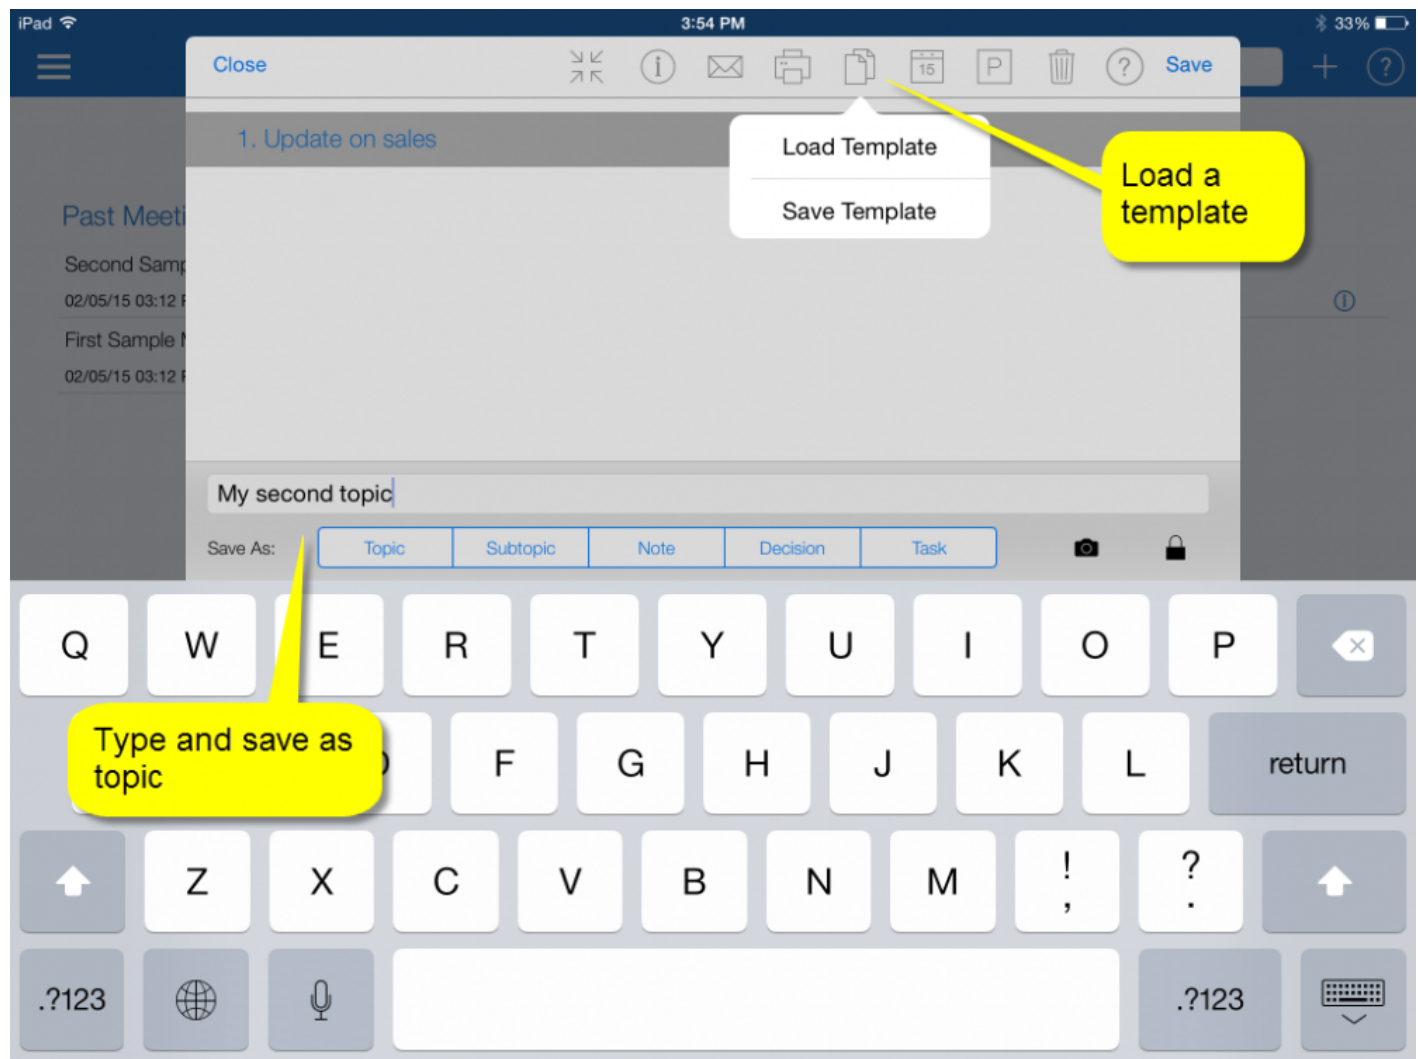 iPad
3:54 PM
33%
Close
15
P
?
Save
?
1. Update on sales
Load Template
Save Template
Load a
template
Past Meeti
Second Samp
02/05/15 03:12 P
First Sample M
02/05/15 03:12 P
My second topic
Save As:
Topic
Subtopic
Note
Decision
Task
Q W E R T Y U I O P
Type and save as
topic
F G H J K L return
Z X C V B N M ! ?
, .
.?123
.?123